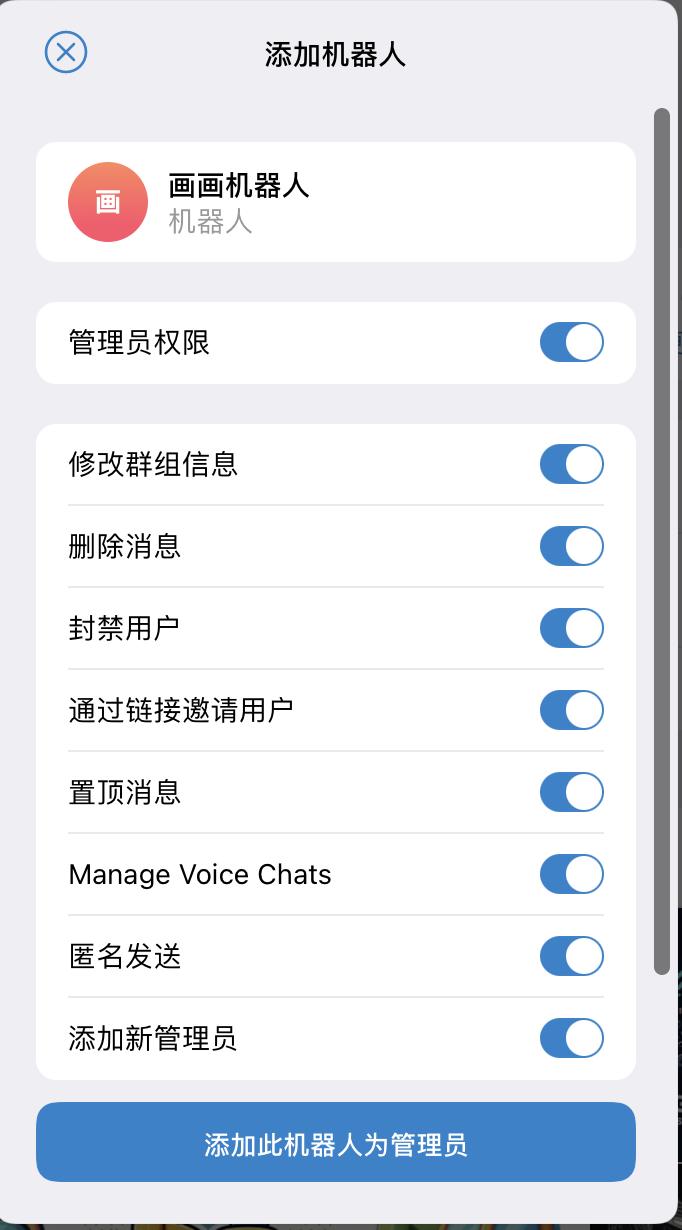 添加机器人
画
画画机器人
机器人
管理员权限
修改群组信息
删除消息
封禁用户
通过链接邀请用户
置顶消息
Manage Voice Chats
匿名发送
添加新管理员
添加此机器人为管理员